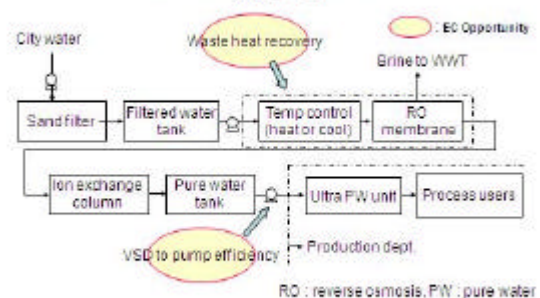 City water
Waste heat recovery
: EC Opportunity
Brine to WWT
Sand filter
Filtered water
tank
Temp control
(heat or cool)
RO
membrane
Ion exchange
column
Pure water
tank
Ultra PW unit
Process users
VSD to pump efficiency
Production dept.
RO : reverse osmosis, PW : pure water